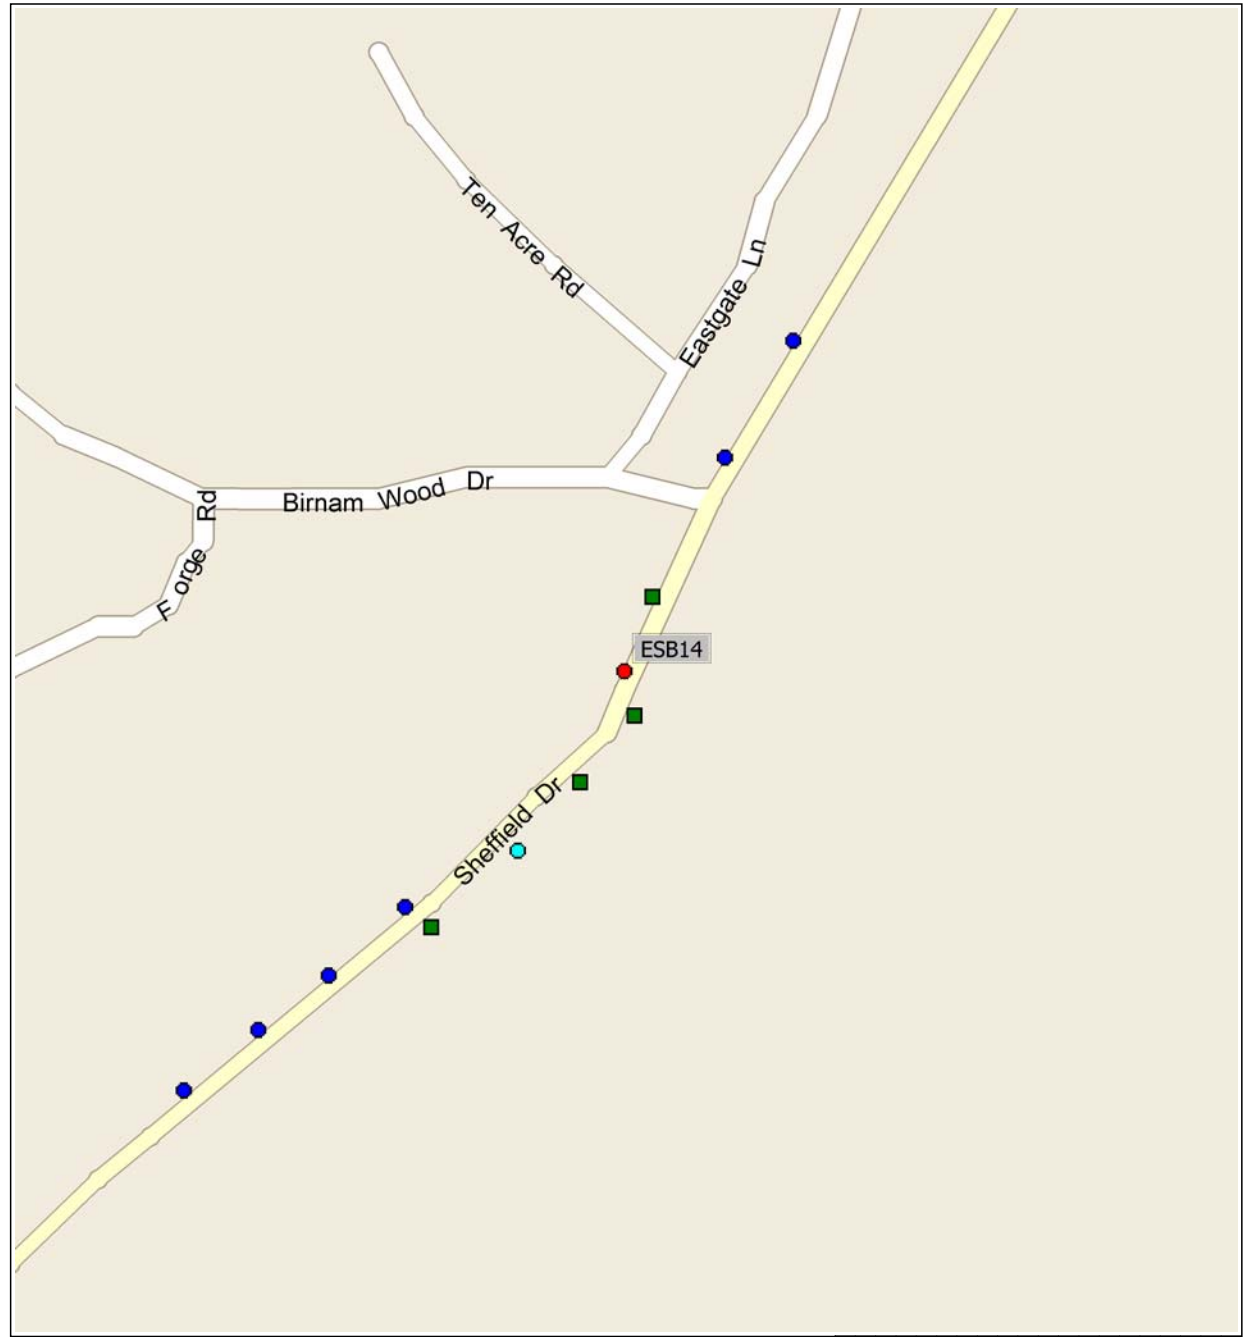 Ten Acre Rd
Eastgate Ln
Birnam Wood Dr
Forge Rd
ESB14
Sheffield Dr